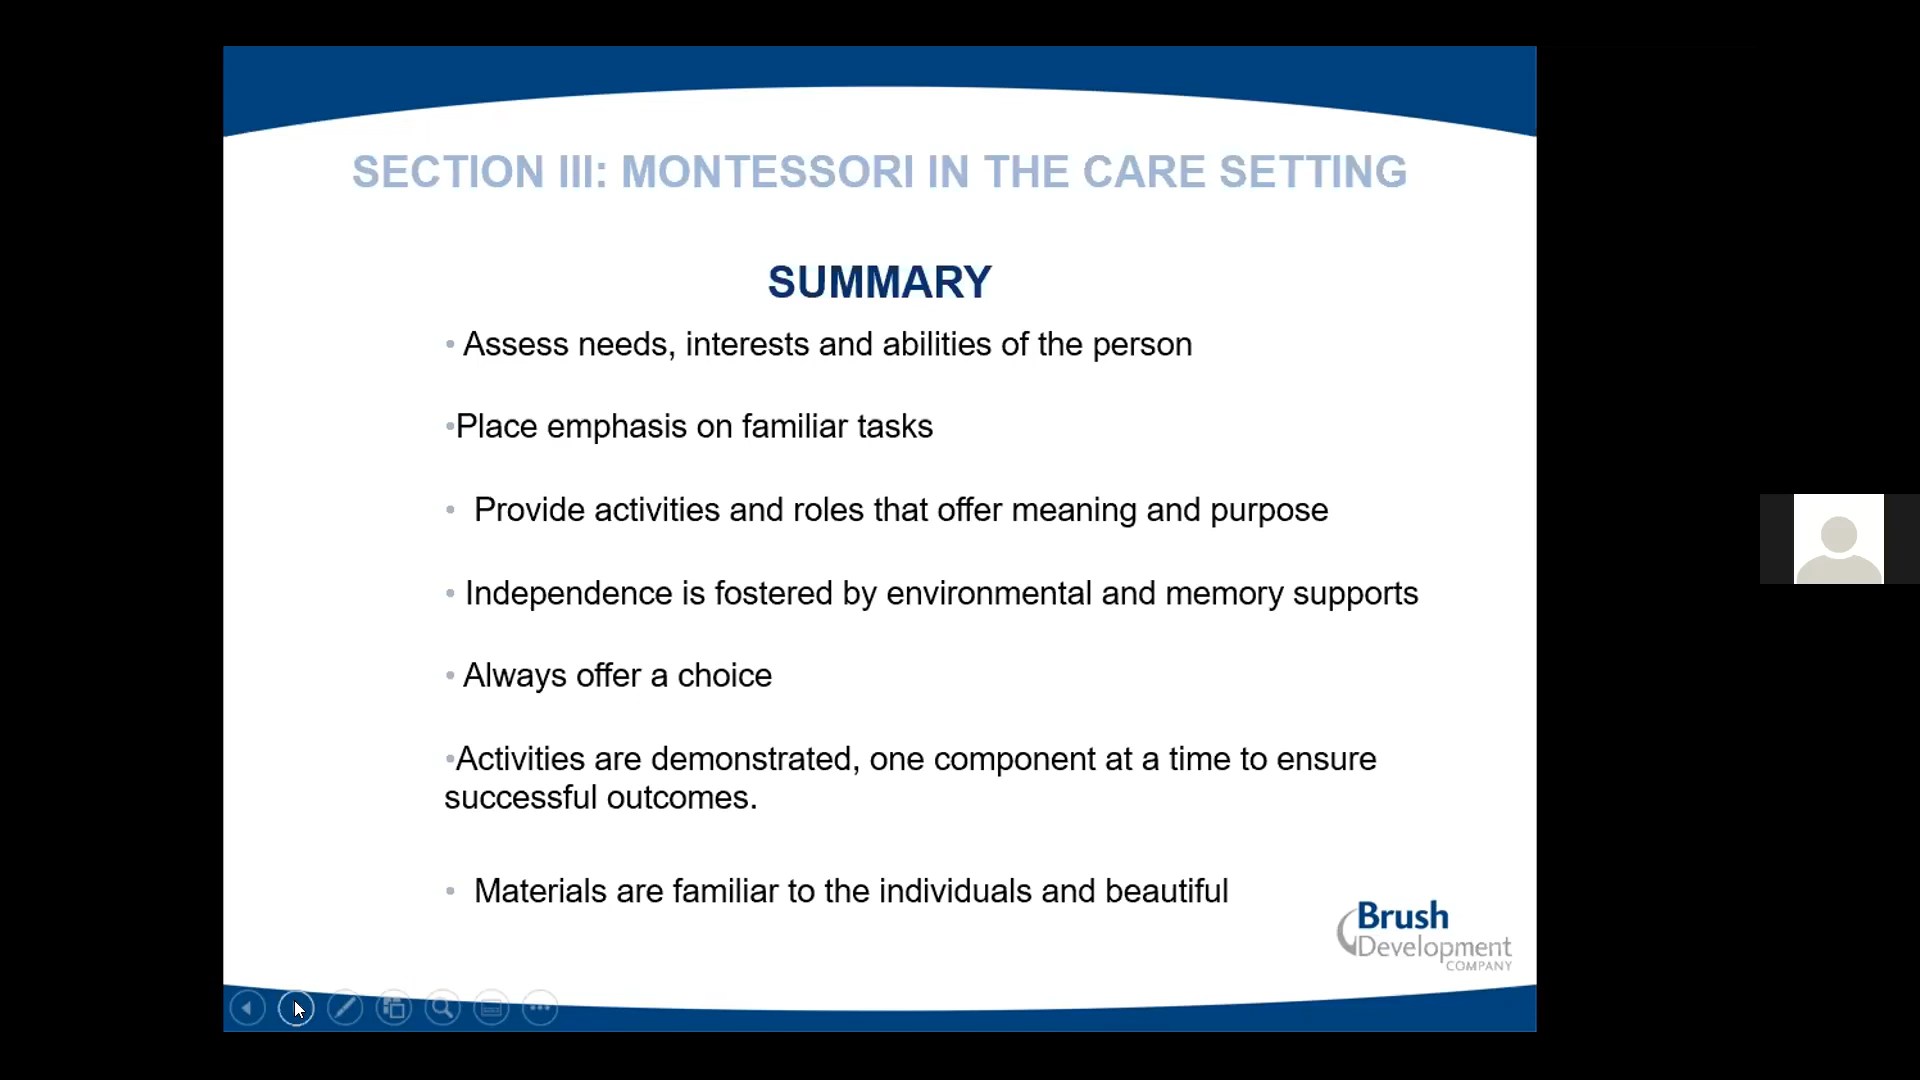 SECTION III: MONTESSORI IN THE CARE SETTING
SUMMARY
• Assess needs, interests and abilities of the person
•Place emphasis on familiar tasks
• Provide activities and roles that offer meaning and purpose
• Independence is fostered by environmental and memory supports
• Always offer a choice
•Activities are demonstrated, one component at a time to ensure
successful outcomes.
• Materials are familiar to the individuals and beautiful
Brush
Development
COMPANY